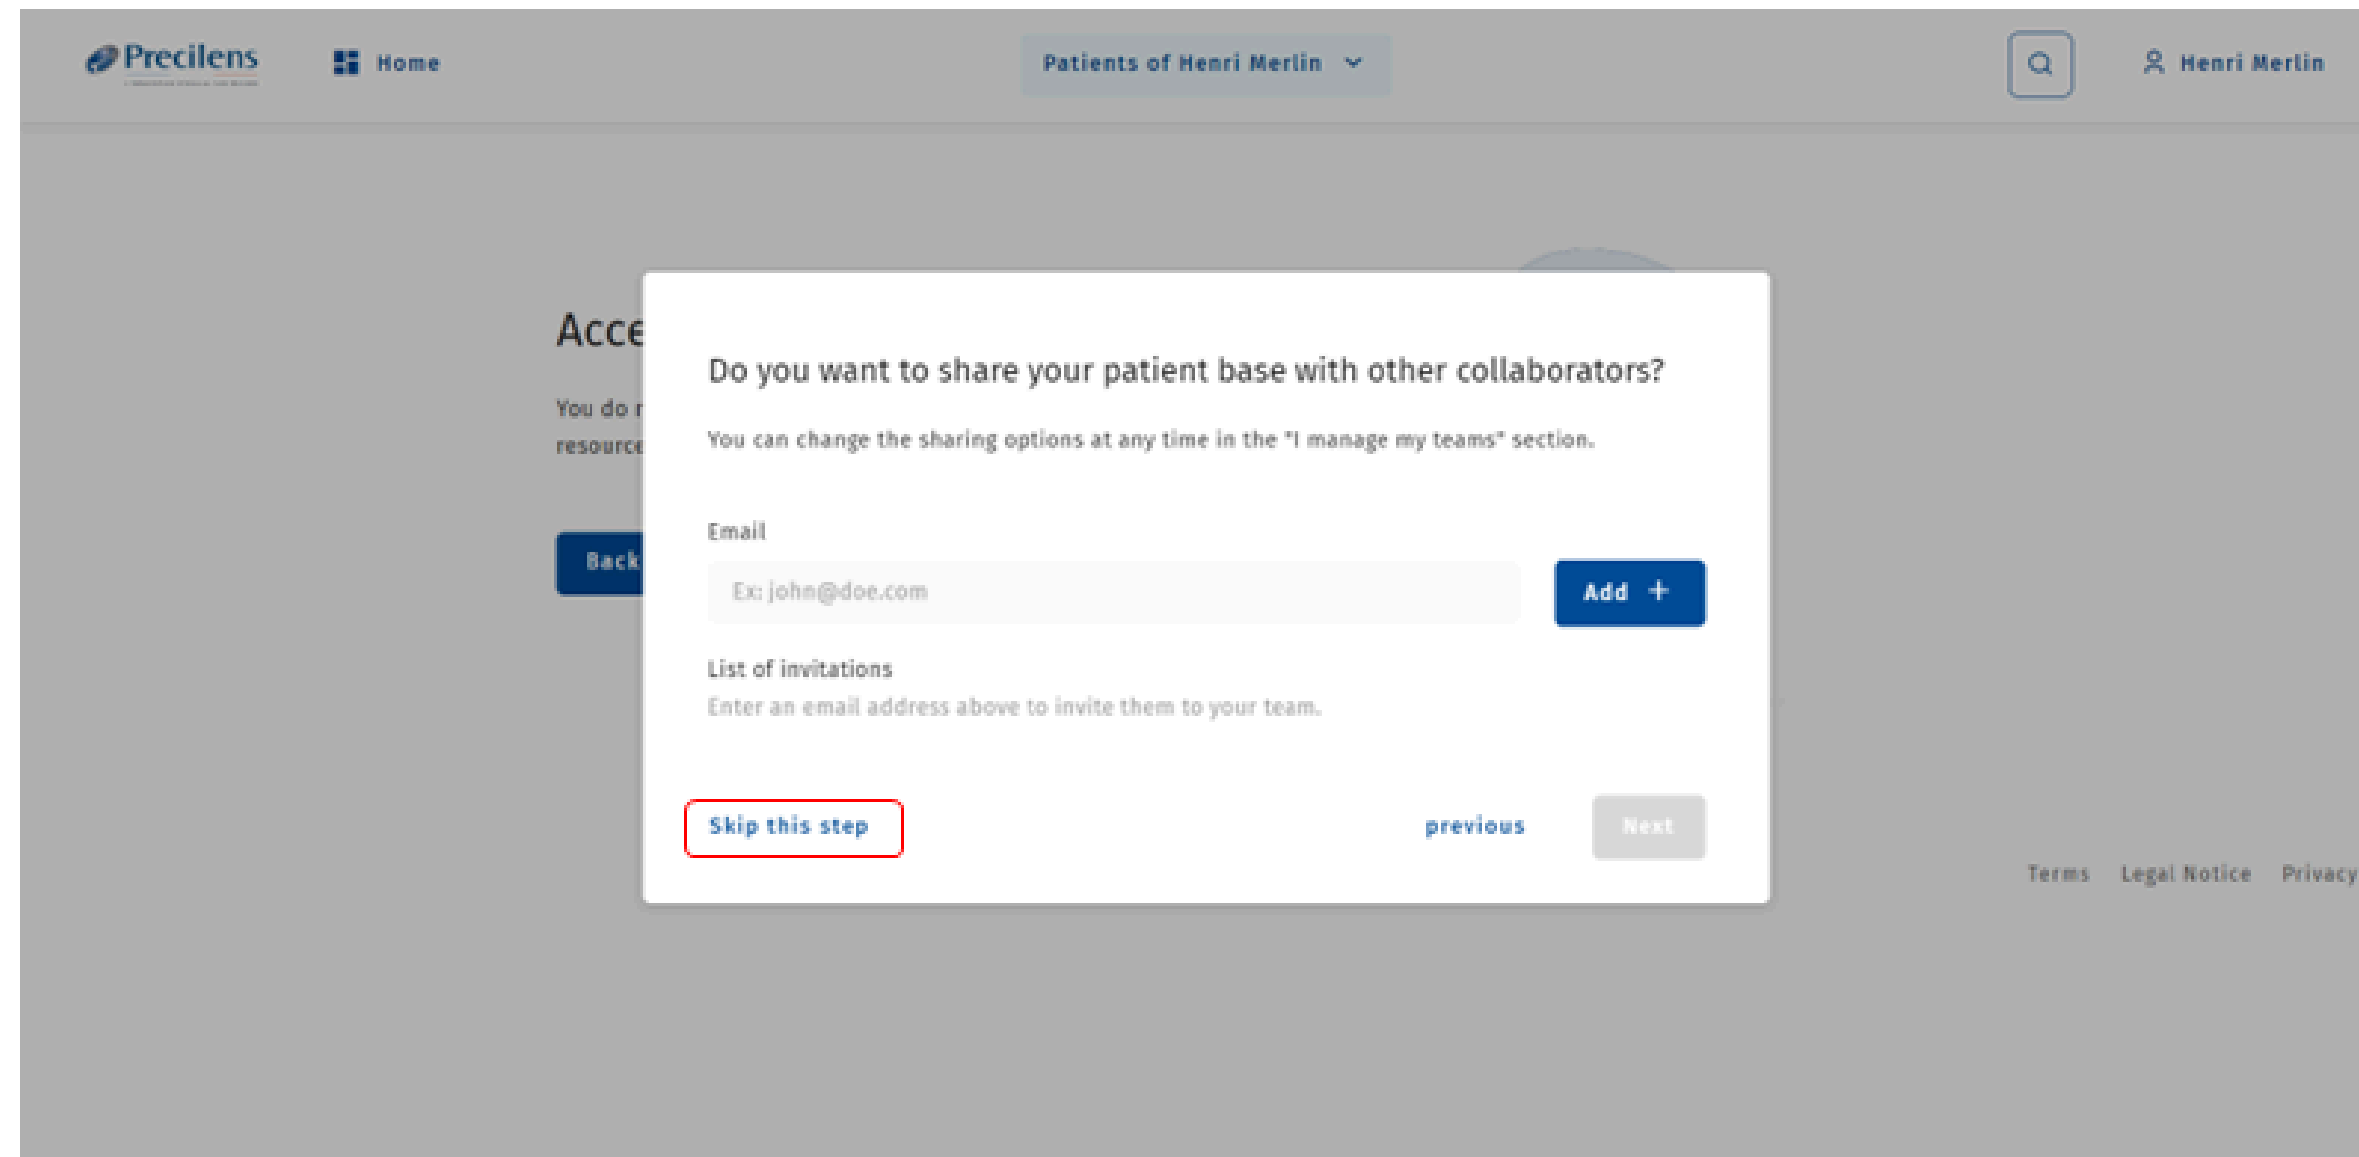 Precilens
Home
Patients of Henri Merlin
Henri Merlin
Acce
You do r
resource
Back
Do you want to share your patient base with other collaborators?
You can change the sharing options at any time in the "I manage my teams" section.
Email
Ex: john@doe.com
Add +
List of invitations
Enter an email address above to invite them to your team.
Skip this step
previous
Next
Terms
Legal Notice
Privacy